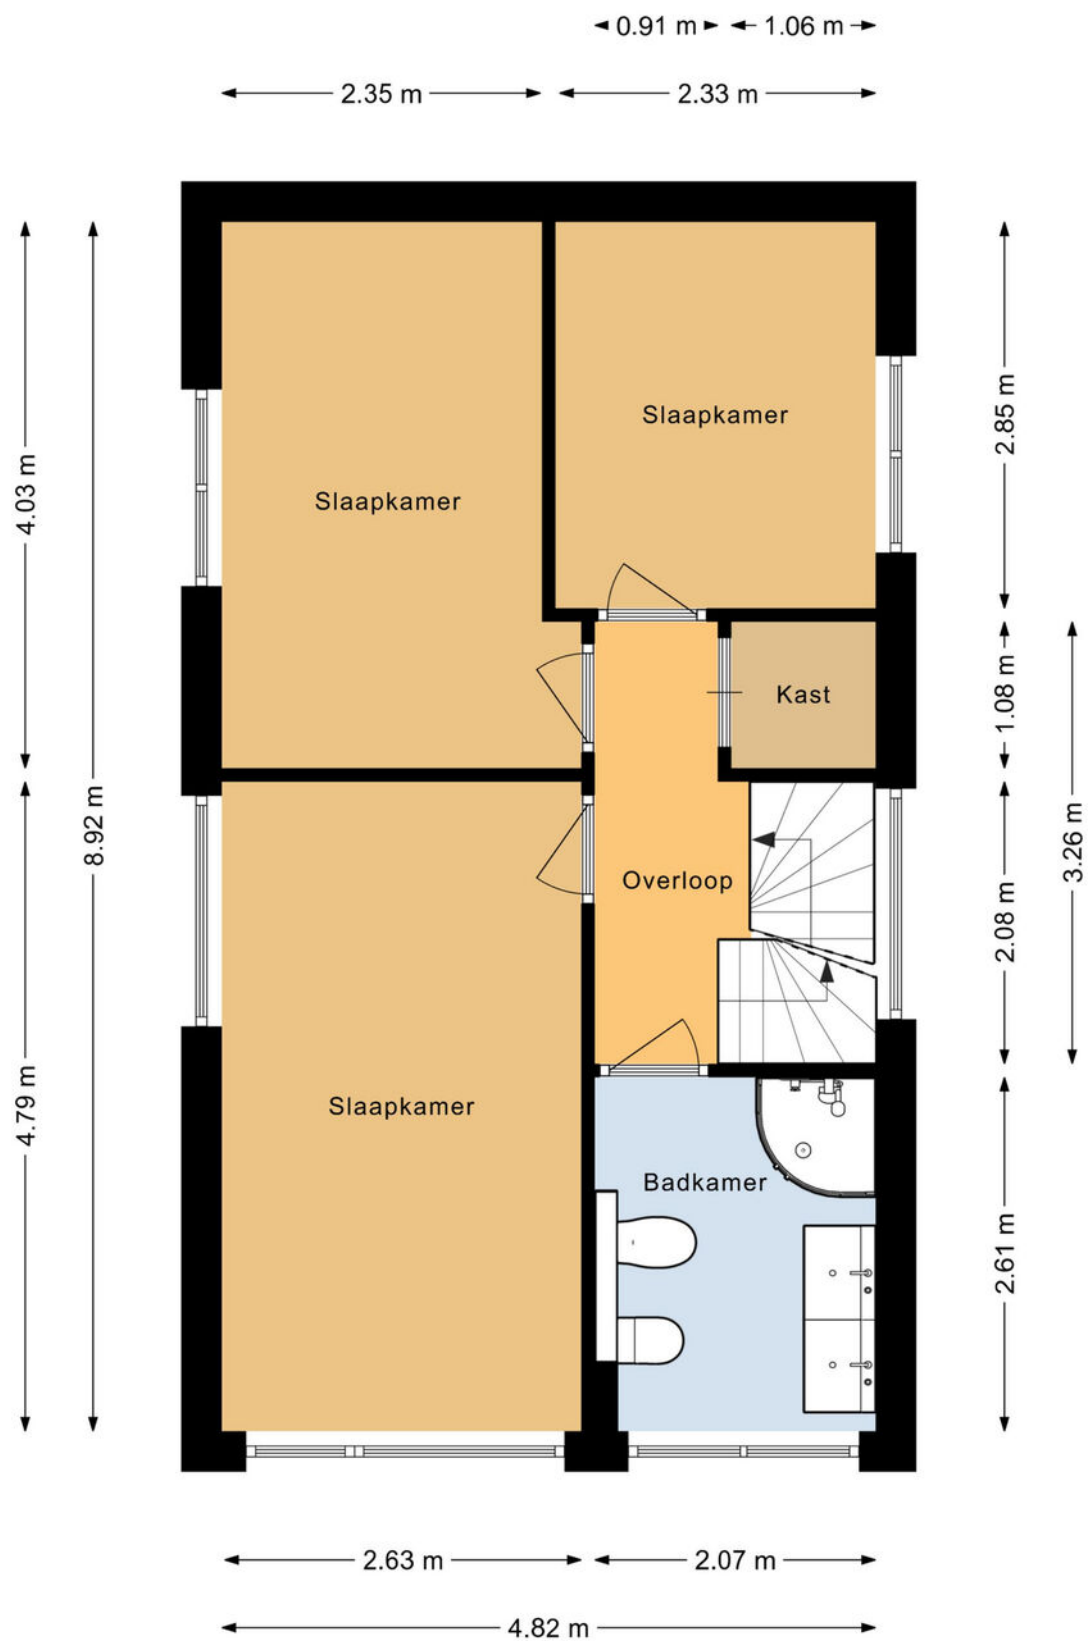 0.91 m
1.06 m
2.35 m
2.33 m
Slaapkamer
Slaapkamer
4.03 m
2.85 m
Kast
1.08 m
8.92 m
3.26 m
Overloop
2.08 m
Slaapkamer
4.79 m
Badkamer
2.61 m
2.63 m
2.07 m
4.82 m